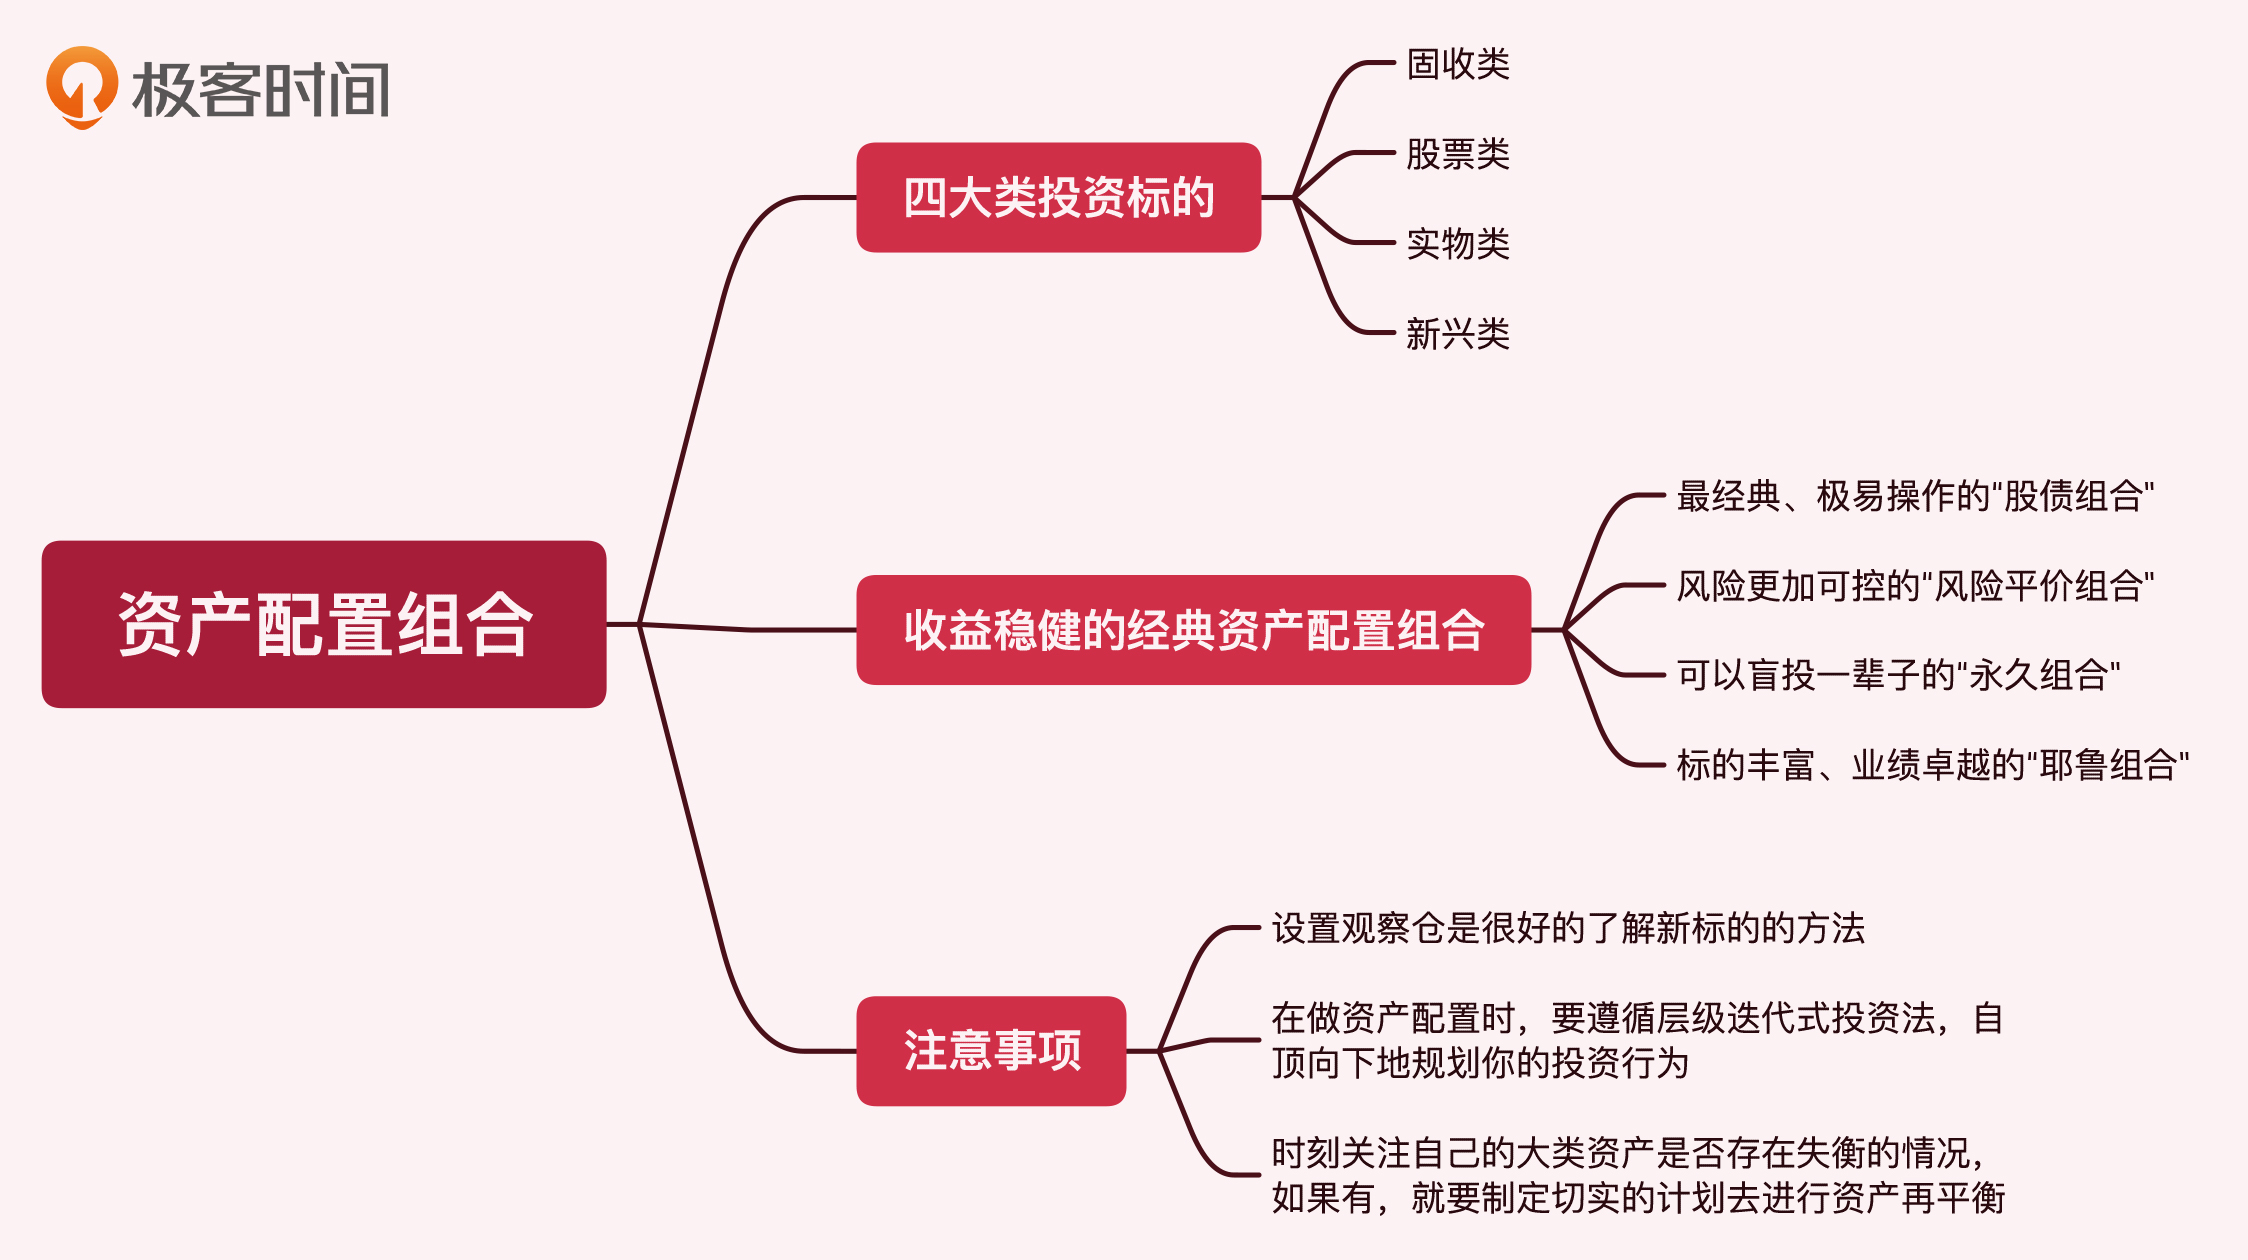 极客时间
资产配置组合
四大类投资标的
固收类
股票类
实物类
新兴类
收益稳健的经典资产配置组合
最经典、极易操作的"股债组合"
风险更加可控的"风险平价组合"
可以盲投一辈子的"永久组合"
标的丰富、业绩卓越的"耶鲁组合"
注意事项
设置观察仓是很好的了解新标的的方法
在做资产配置时，要遵循层级迭代式投资法，自
顶向下地规划你的投资行为
时刻关注自己的大类资产是否存在失衡的情况，
如果有，就要制定切实的计划去进行资产再平衡